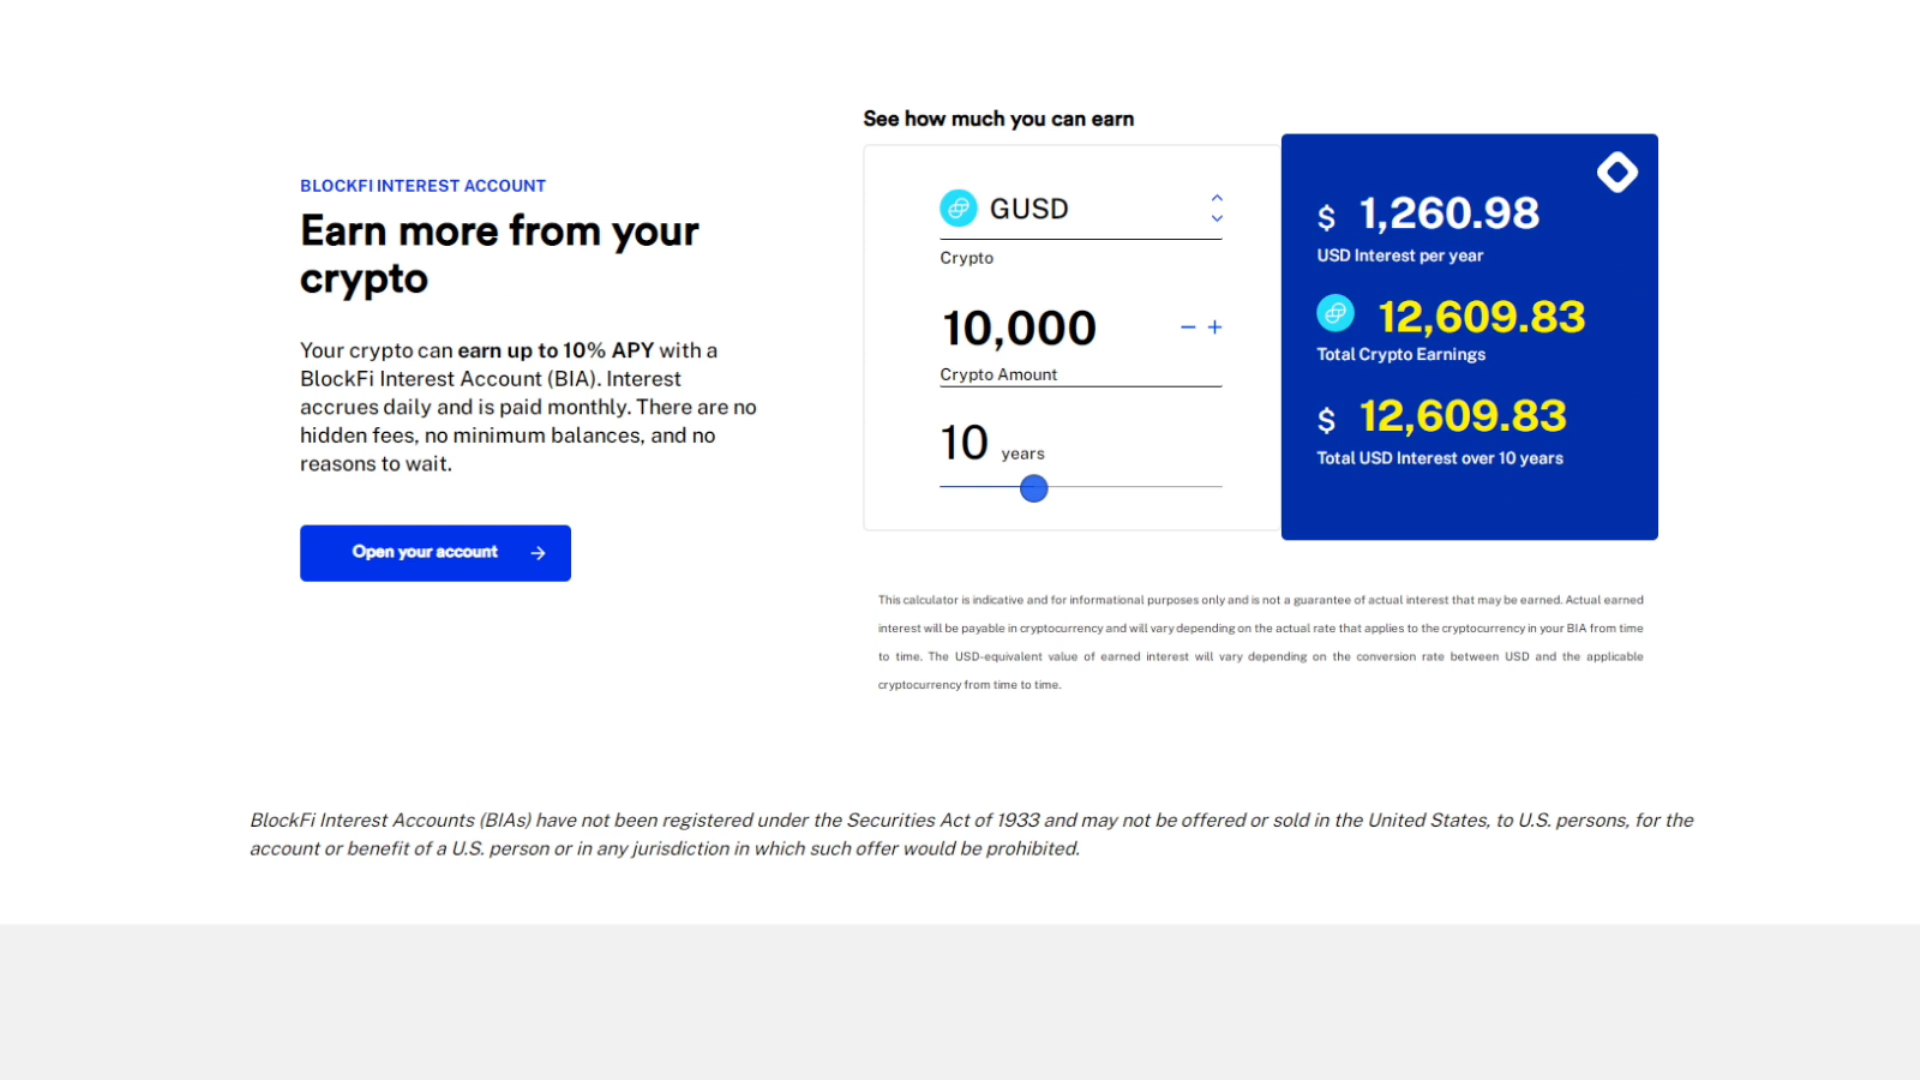 BLOCKFI INTEREST ACCOUNT
Earn more from your
crypto
Your crypto can earn up to 10% APY with a
BlockFi Interest Account (BIA). Interest
accrues daily and is paid monthly. There are no
hidden fees, no minimum balances, and no
reasons to wait.
Open your account
See how much you can earn
GUSD
Crypto
10,000
Crypto Amount
10 years
$ 1,260.98
USD Interest per year
12,609.83
Total Crypto Earnings
$ 12,609.83
Total USD Interest over 10 years
This calculator is indicative and for informational purposes only and is not a guarantee of actual interest that may be earned. Actual earned
interest will be payable in cryptocurrency and will vary depending on the actual rate that applies to the cryptocurrency in your BIA from time
to time. The USD-equivalent value of earned interest will vary depending on the conversion rate between USD and the applicable
cryptocurrency from time to time.
BlockFi Interest Accounts (BIAs) have not been registered under the Securities Act of 1933 and may not be offered or sold in the United States, to U.S. persons, for the
account or benefit of a U.S. person or in any jurisdiction in which such offer would be prohibited.